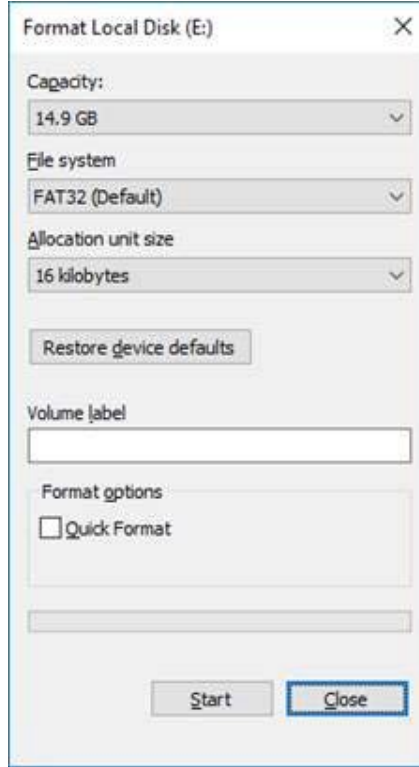 Format Local Disk (E:)
Capacity:
14.9 GB
File system
FAT32 (Default)
Allocation unit size
16 kilobytes
Restore device defaults
Volume label
Format options
Quick Format
Start
Close